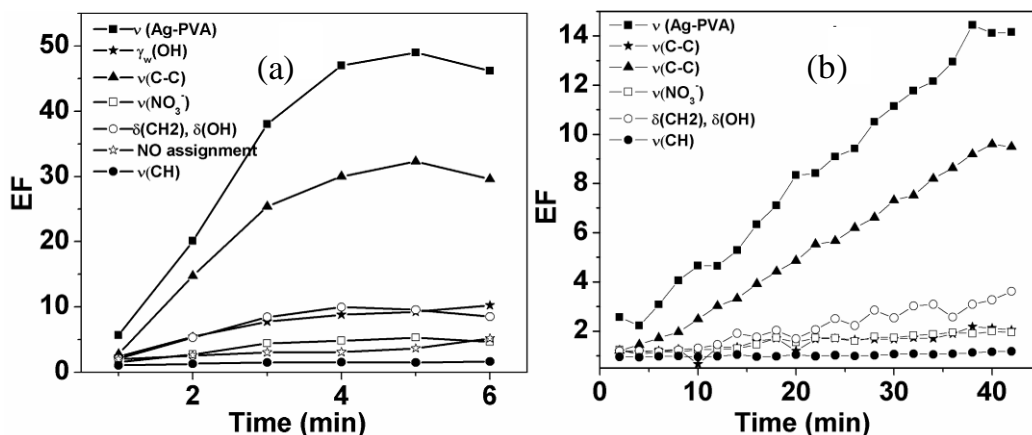 50
40
30
20
10
0
EF
ν (Ag-PVA)
γw(OH)
ν(C-C)
ν(NO3-)
δ(CH2), δ(OH)
NO assignment
ν(CH)
(a)
2
4
6
Time (min)
14
12
10
8
6
4
2
EF
ν (Ag-PVA)
ν(C-C)
ν(C-C)
ν(NO3-)
δ(CH2), δ(OH)
ν(CH)
(b)
0
10
20
30
40
Time (min)